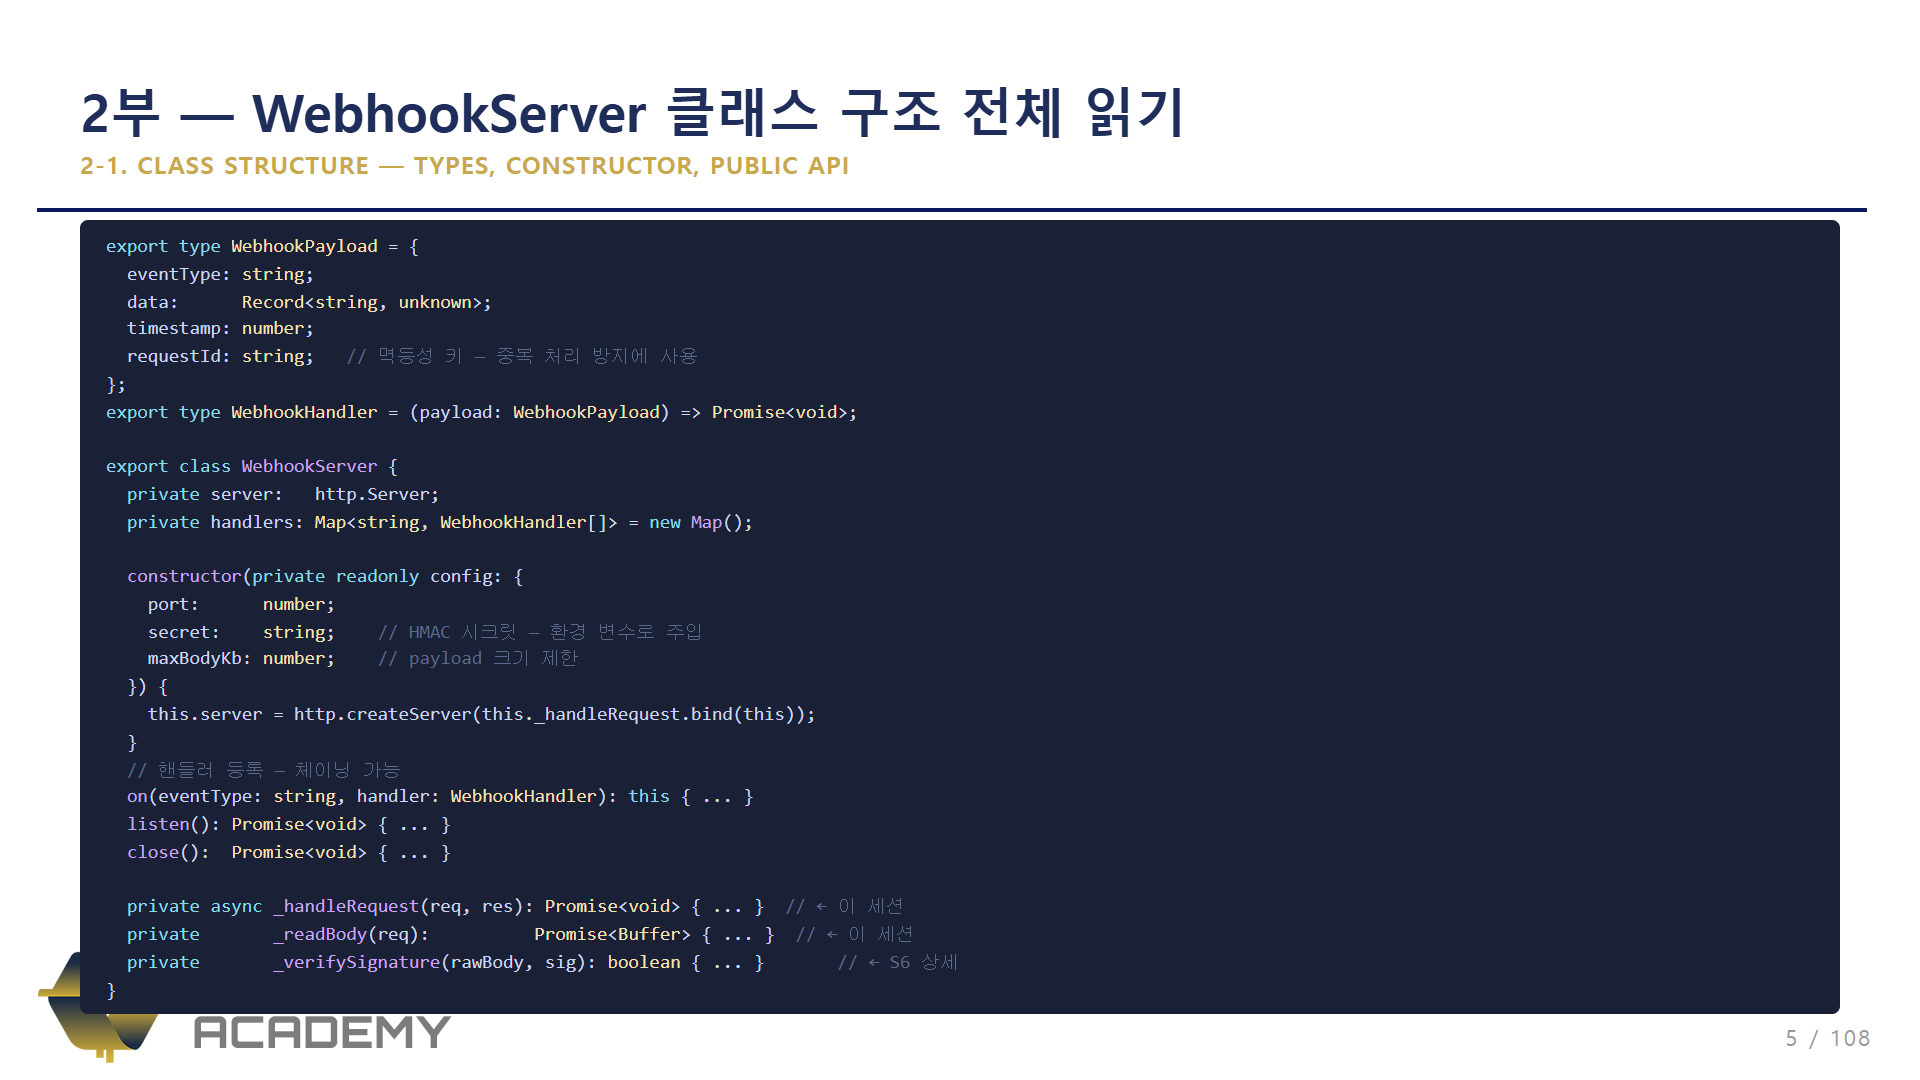 2부 — WebhookServer 클래스 구조 전체 읽기
2-1. CLASS STRUCTURE — TYPES, CONSTRUCTOR, PUBLIC API
export type WebhookPayload = {
  eventType: string;
  data:      Record<string, unknown>;
  timestamp: number;
  requestId: string;   // 멱등성 키 — 중복 처리 방지에 사용
};
export type WebhookHandler = (payload: WebhookPayload) => Promise<void>;
export class WebhookServer {
  private server:   http.Server;
  private handlers: Map<string, WebhookHandler[]> = new Map();
  constructor(private readonly config: {
    port:      number;
    secret:    string;    // HMAC 시크릿 — 환경 변수로 주입
    maxBodyKb: number;    // payload 크기 제한
  }) {
    this.server = http.createServer(this._handleRequest.bind(this));
  }
  // 핸들러 등록 — 체이닝 가능
  on(eventType: string, handler: WebhookHandler): this { ... }
  listen(): Promise<void> { ... }
  close():  Promise<void> { ... }
  private async _handleRequest(req, res): Promise<void> { ... }  // ← 이 세션
  private       _readBody(req):          Promise<Buffer> { ... }  // ← 이 세션
  private       _verifySignature(rawBody, sig): boolean { ... }       // ← S6 상세
}
ACADEMY
5 / 108